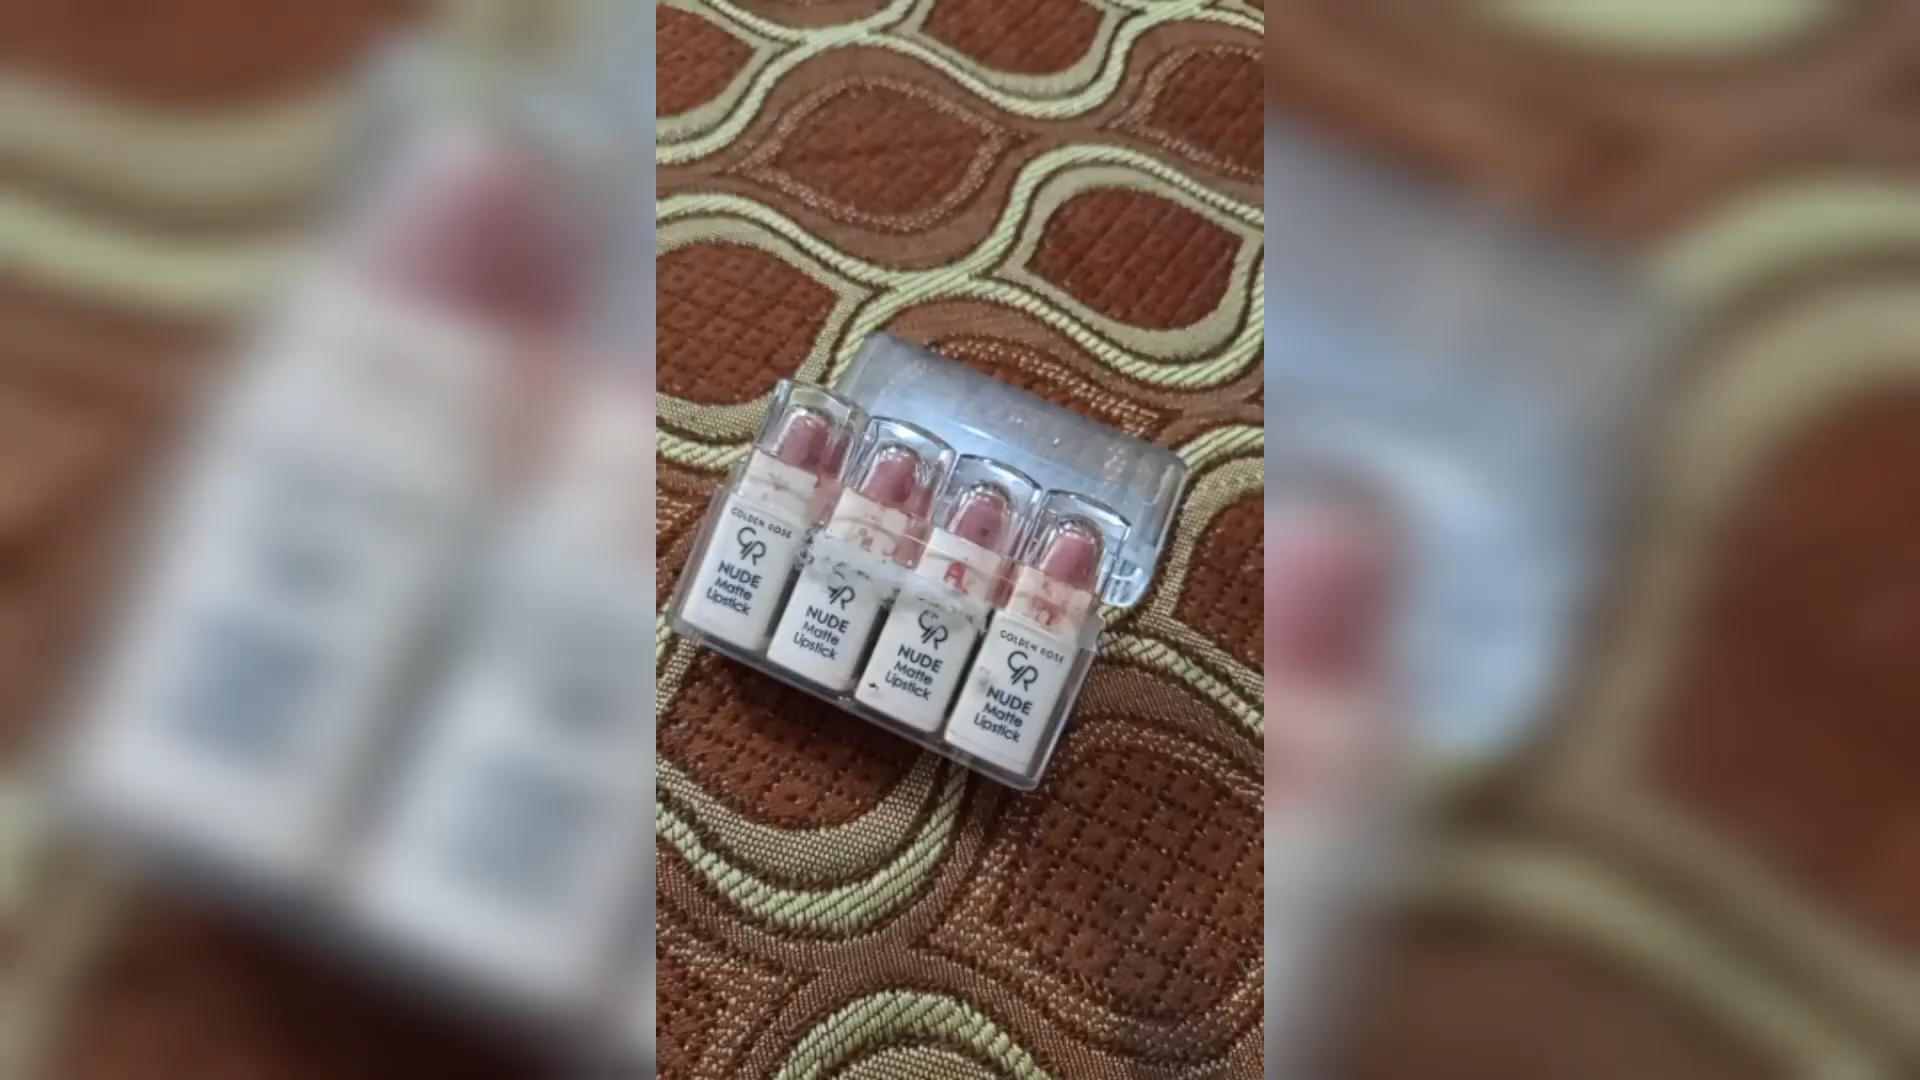 GOLDEN ROSE
GR
NUDE
Matte
Lipstick
GR
NUDE
Matte
Lipstick
GR
NUDE
Matte
Lipstick
GOLDEN ROSE
GR
NUDE
Matte
Lipstick